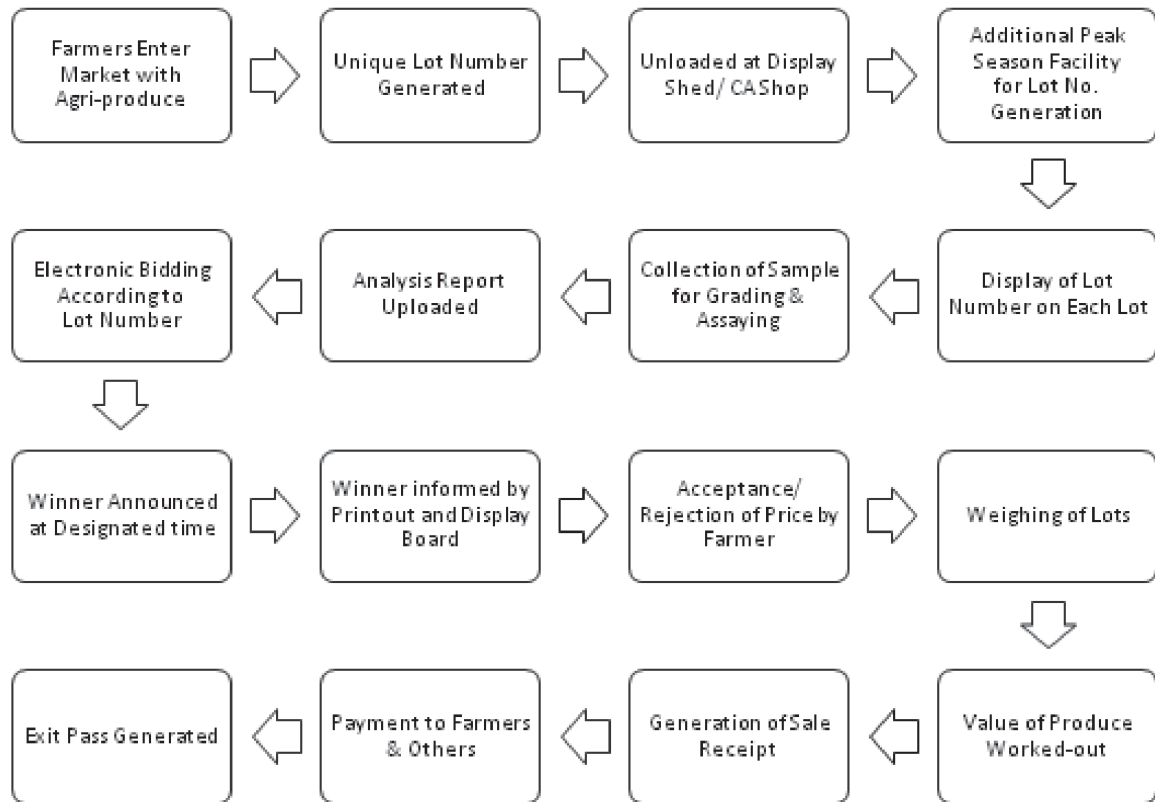 Farmers Enter
Market with
Agri-produce
Unique Lot Number
Generated
Unloaded at Display
Shed/ CAShop
Additional Peak
Season Facility
for Lot No.
Generation
Display of Lot
Number on Each Lot
Collection of Sample
for Grading &
Assaying
Analysis Report
Uploaded
Electronic Bidding
According to
Lot Number
Winner Announced
at Designated time
Winner informed by
Printout and Display
Board
Acceptance/
Rejection of Price by
Farmer
Weighing of Lots
Value of Produce
Worked-out
Generation of Sale
Receipt
Payment to Farmers
& Others
Exit Pass Generated